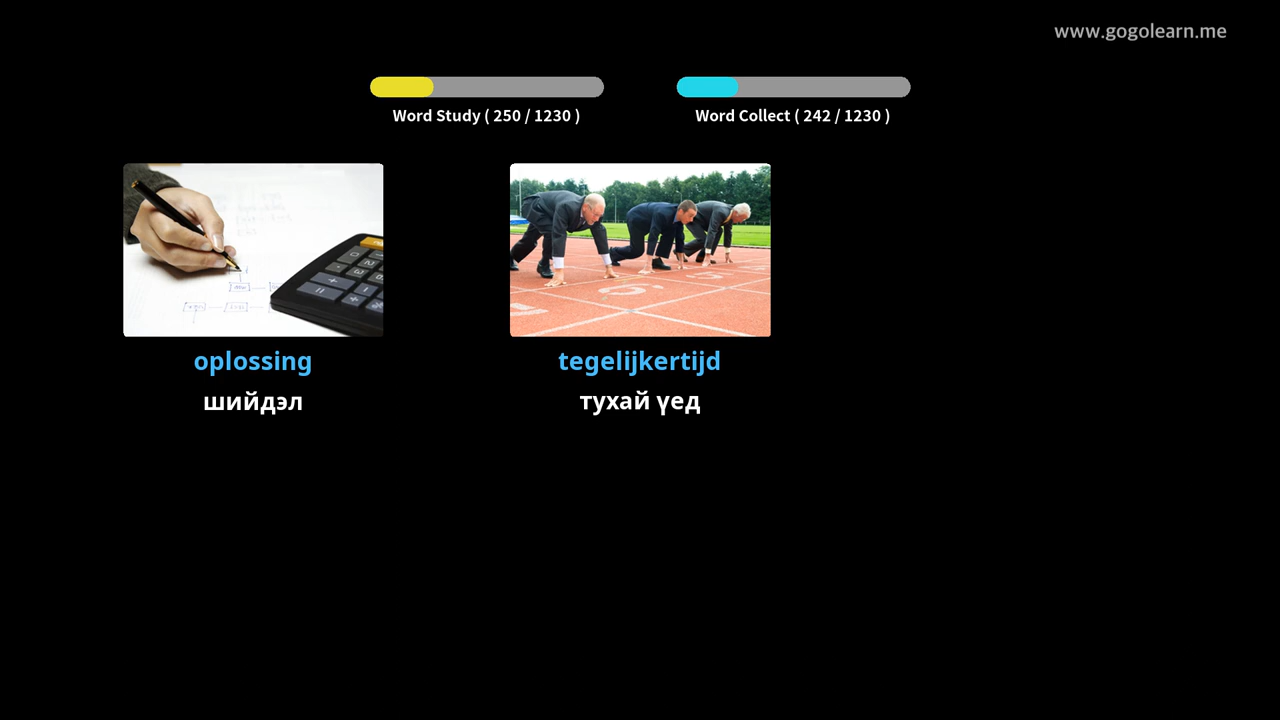 www.gogolearn.me
Word Study ( 250 / 1230 )
Word Collect ( 242 / 1230 )
oplossing
шийдэл
tegelijkertijd
тухай үед